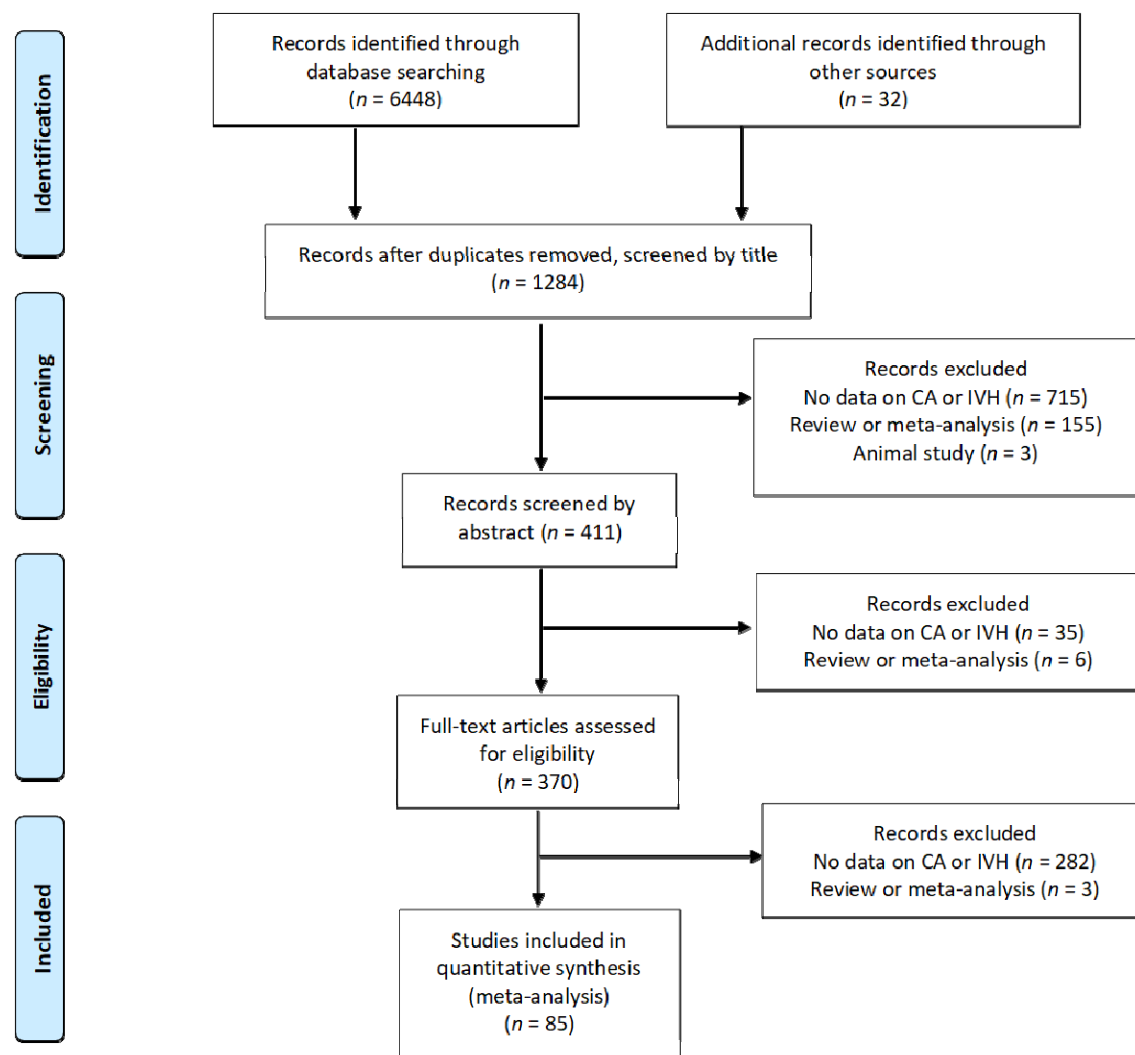 Identification
Records identified through
database searching
(n = 6448)
Additional records identified through
other sources
(n = 32)
Records after duplicates removed, screened by title
(n = 1284)
Screening
Records excluded
No data on CA or IVH (n = 715)
Review or meta-analysis (n = 155)
Animal study (n = 3)
Records screened by
abstract (n = 411)
Eligibility
Records excluded
No data on CA or IVH (n = 35)
Review or meta-analysis (n = 6)
Full-text articles assessed
for eligibility
(n = 370)
Included
Records excluded
No data on CA or IVH (n = 282)
Review or meta-analysis (n = 3)
Studies included in
quantitative synthesis
(meta-analysis)
(n = 85)